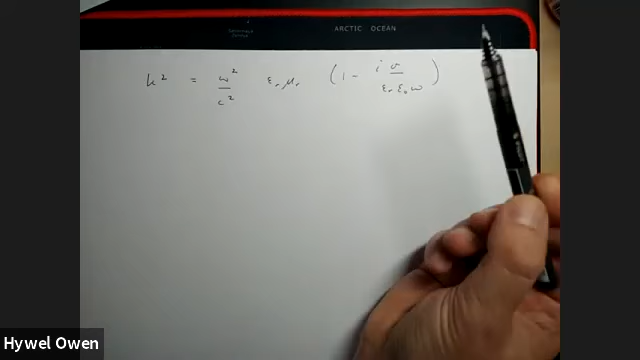 ARCTIC OCEAN
k² = ω²/c² εᵣμᵣ (1 - iσ/εᵣε₀ω)
Hywel Owen